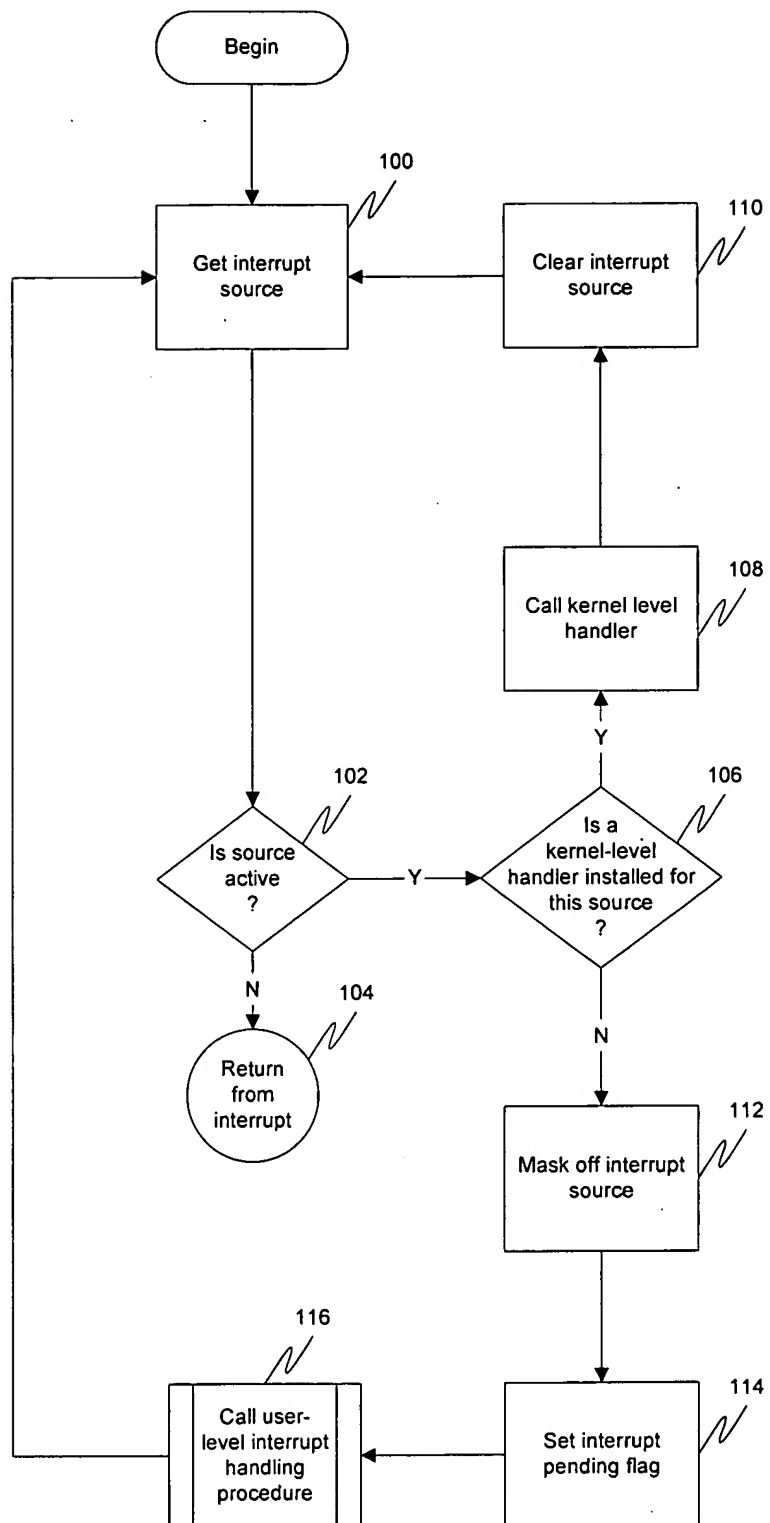 Begin
100
Get interrupt
source
110
Clear interrupt
source
108
Call kernel level
handler
102
Is source
active
?
Y
Y
106
Is a
kernel-level
handler installed for
this source
?
N
104
Return
from
interrupt
N
112
Mask off interrupt
source
116
Call user-
level interrupt
handling
procedure
114
Set interrupt
pending flag